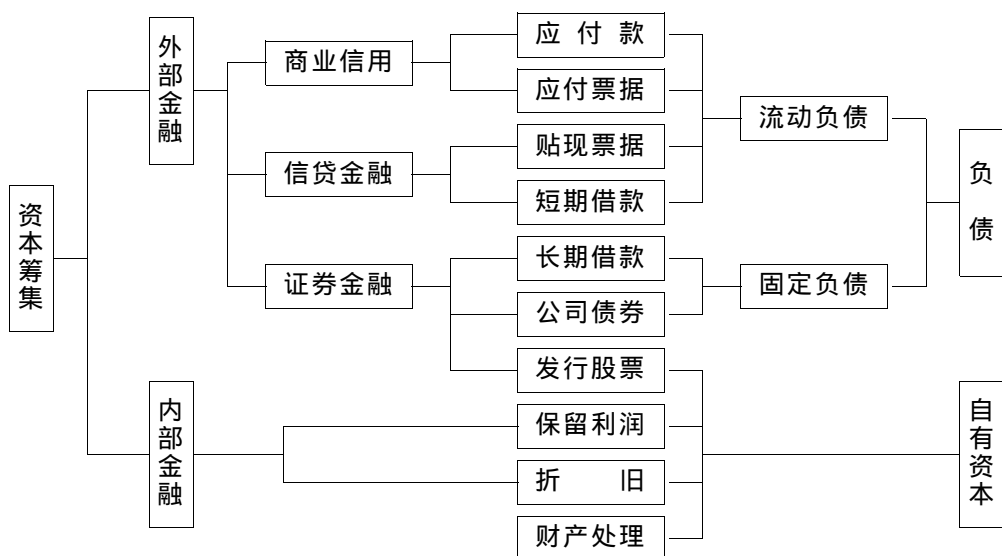 资本筹集
外部金融
内部金融
商业信用
信贷金融
证券金融
应付款
应付票据
贴现票据
短期借款
长期借款
公司债券
发行股票
保留利润
折旧
财产处理
流动负债
固定负债
负债
自有资本